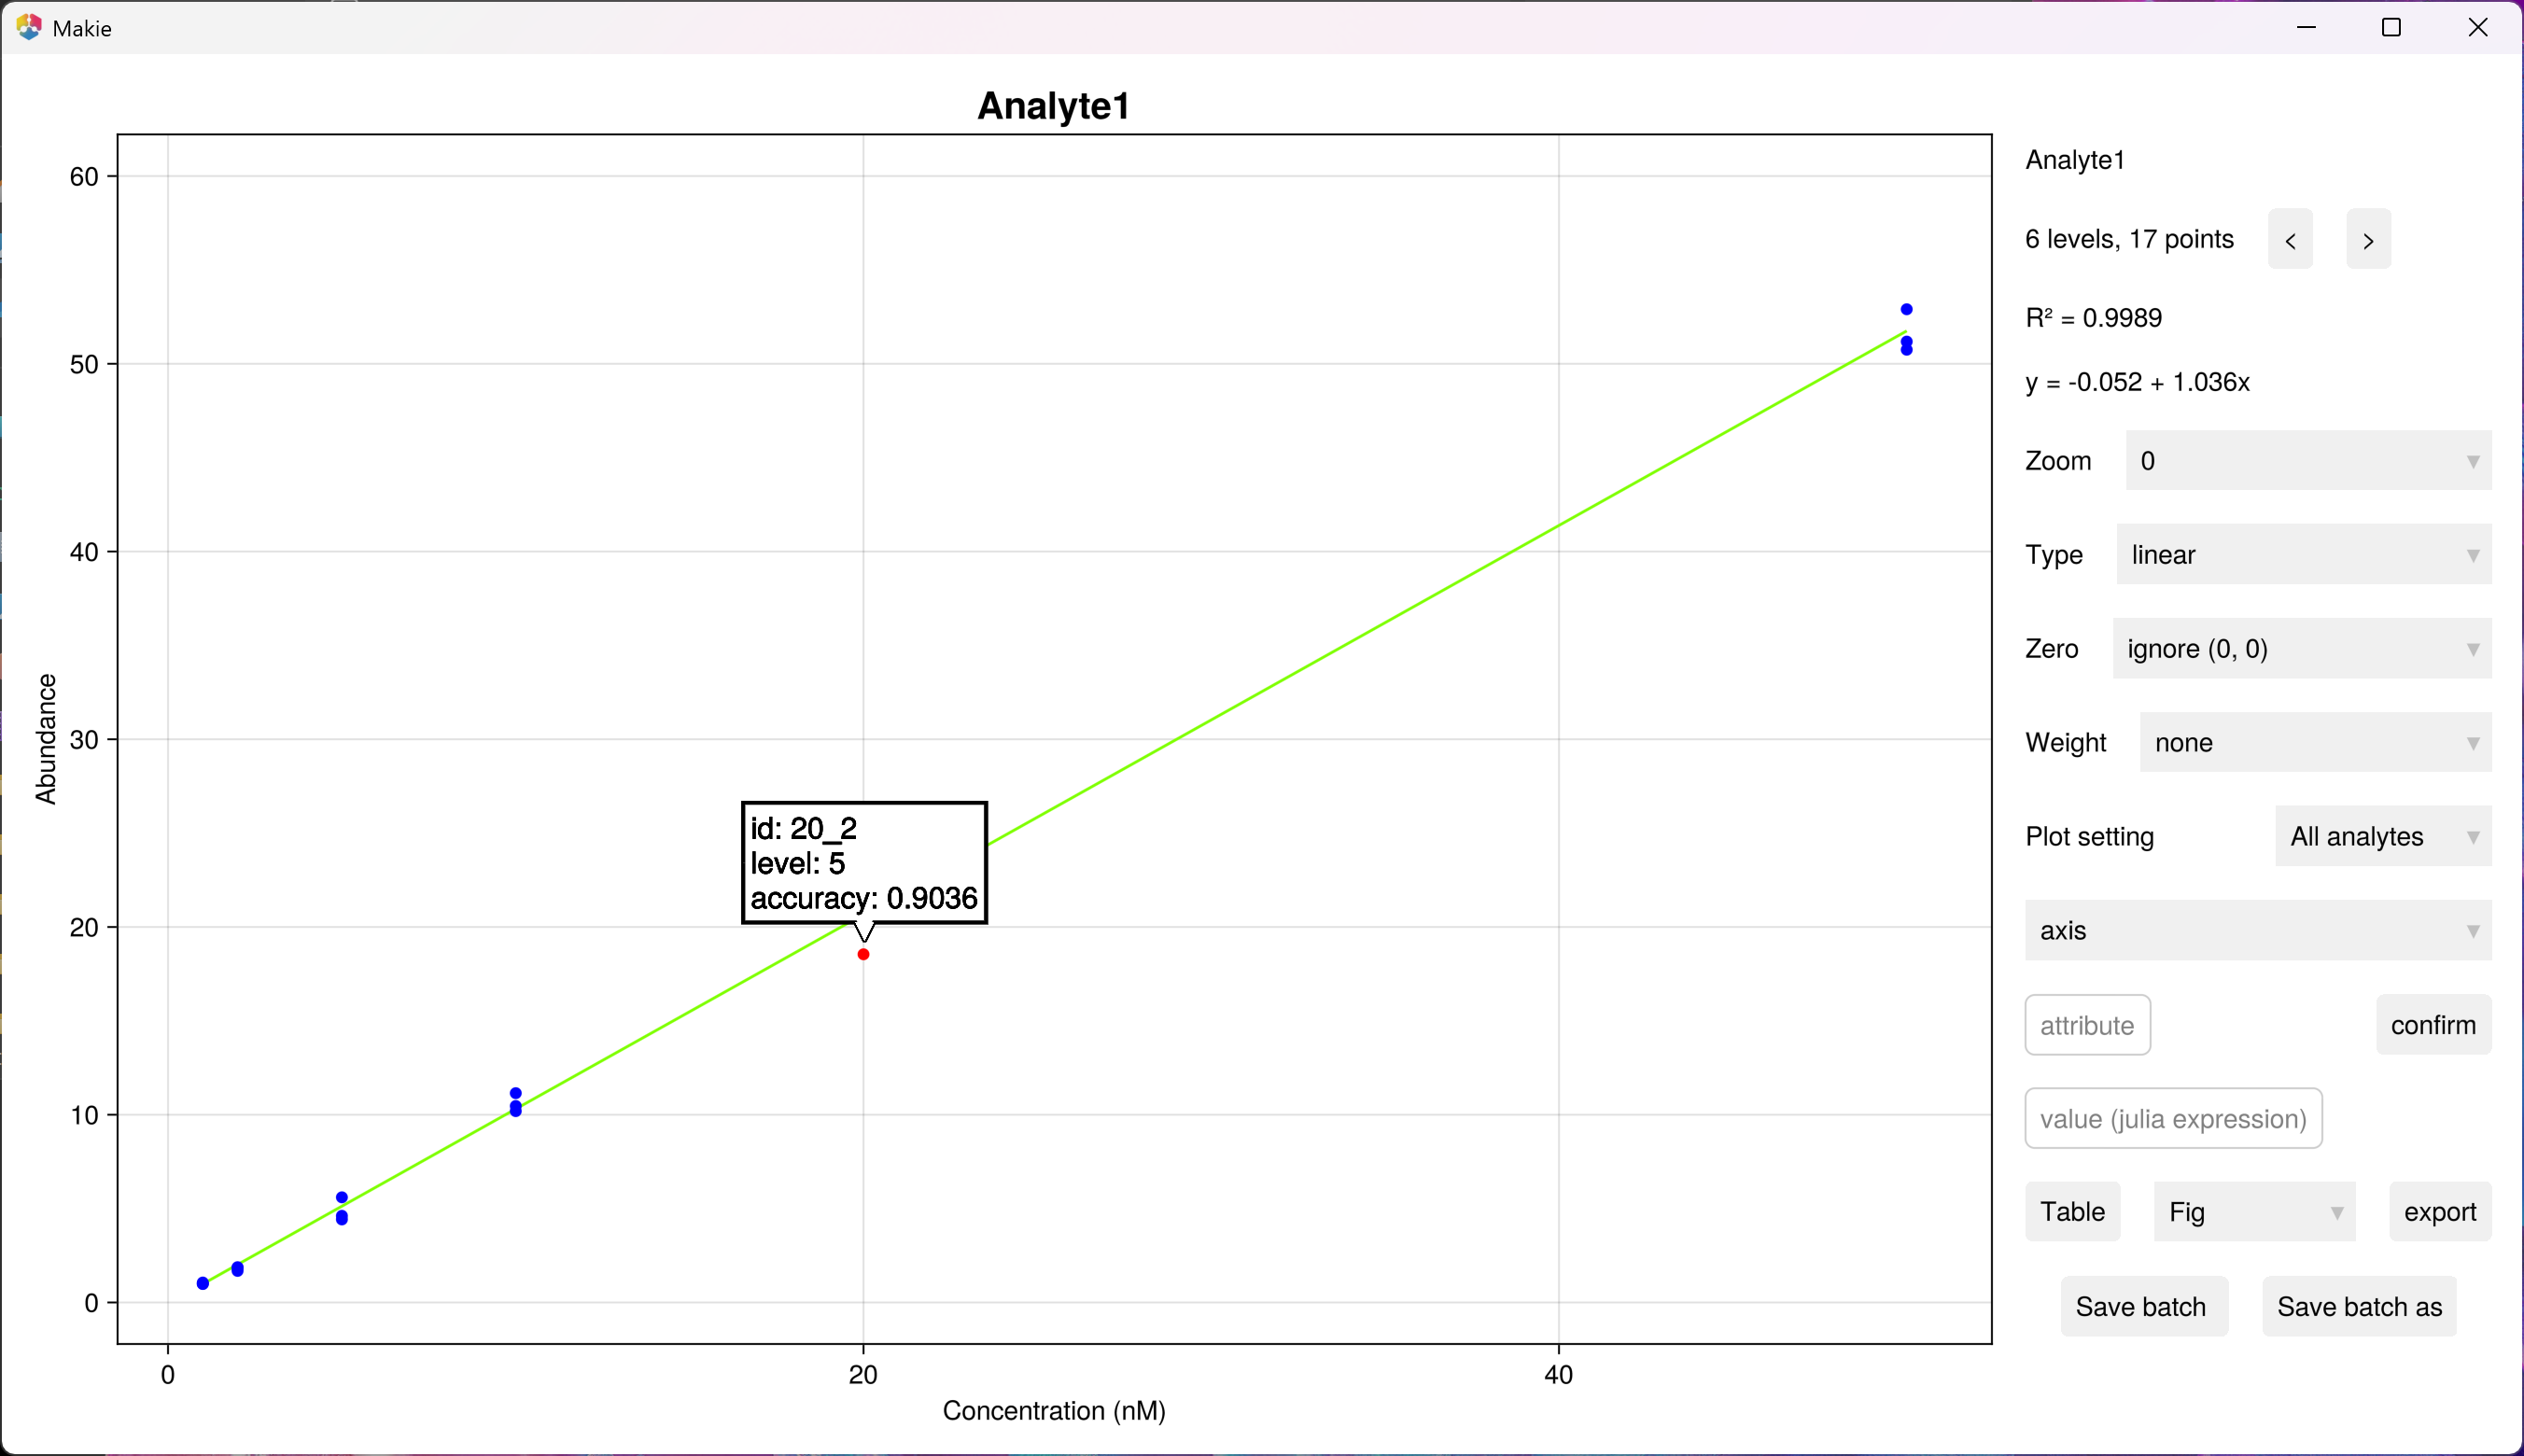 Makie
Analyte1
60
50
40
30
20
10
0
Abundance
id: 20_2
level: 5
accuracy: 0.9036
0
20
40
Concentration (nM)
Analyte1
6 levels, 17 points
<
>
R² = 0.9989
y = -0.052 + 1.036x
Zoom 0
Type linear
Zero ignore (0, 0)
Weight none
Plot setting All analytes
axis
attribute confirm
value (julia expression)
Table Fig export
Save batch Save batch as